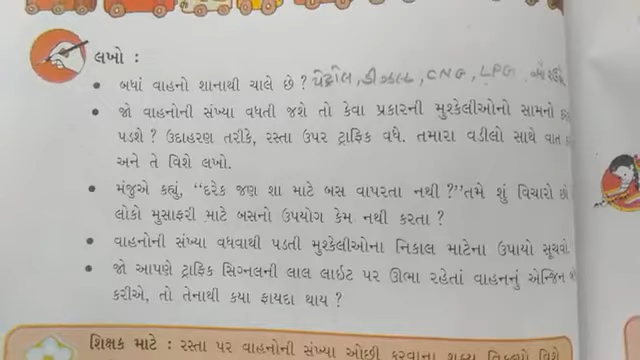 લખો :
• બધાં વાહનો શાનાથી ચાલે છે ? પેટ્રોલ, ડીઝલ, CNG, LPG,
• જો વાહનોની સંખ્યા વધતી જશે તો કેવા પ્રકારની મુશ્કેલીઓનો સામનો
પડશે ? ઉદાહરણ તરીકે, રસ્તા ઉપર ટ્રાફિક વધે. તમારા વડીલો સાથે વાત
અને તે વિશે લખો.
• મંજુએ કહ્યું, “દરેક જણ શા માટે બસ વાપરતા નથી ?”તમે શું વિચારો છો
લોકો મુસાફરી માટે બસનો ઉપયોગ કેમ નથી કરતા ?
• વાહનોની સંખ્યા વધવાથી પડતી મુશ્કેલીઓના નિકાલ માટેના ઉપાયો સૂચવો.
• જો આપણે ટ્રાફિક સિગ્નલની લાલ લાઇટ પર ઊભા રહેતાં વાહનનું એન્જિન
કરીએ, તો તેનાથી કયા ફાયદા થાય ?
શિક્ષક માટે : રસ્તા પર વાહનોની સંખ્યા ઓછી કરવાના